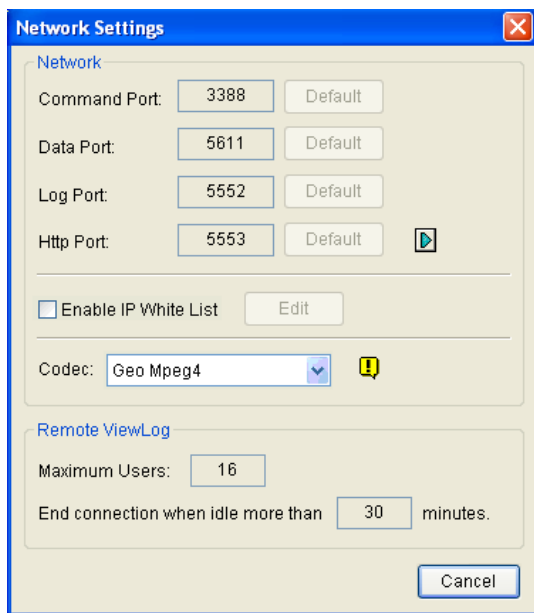 Network Settings
Network
Command Port: 3388 Default
Data Port: 5611 Default
Log Port: 5552 Default
Http Port: 5553 Default
Enable IP White List Edit
Codec: Geo Mpeg4
Remote ViewLog
Maximum Users: 16
End connection when idle more than 30 minutes.
Cancel